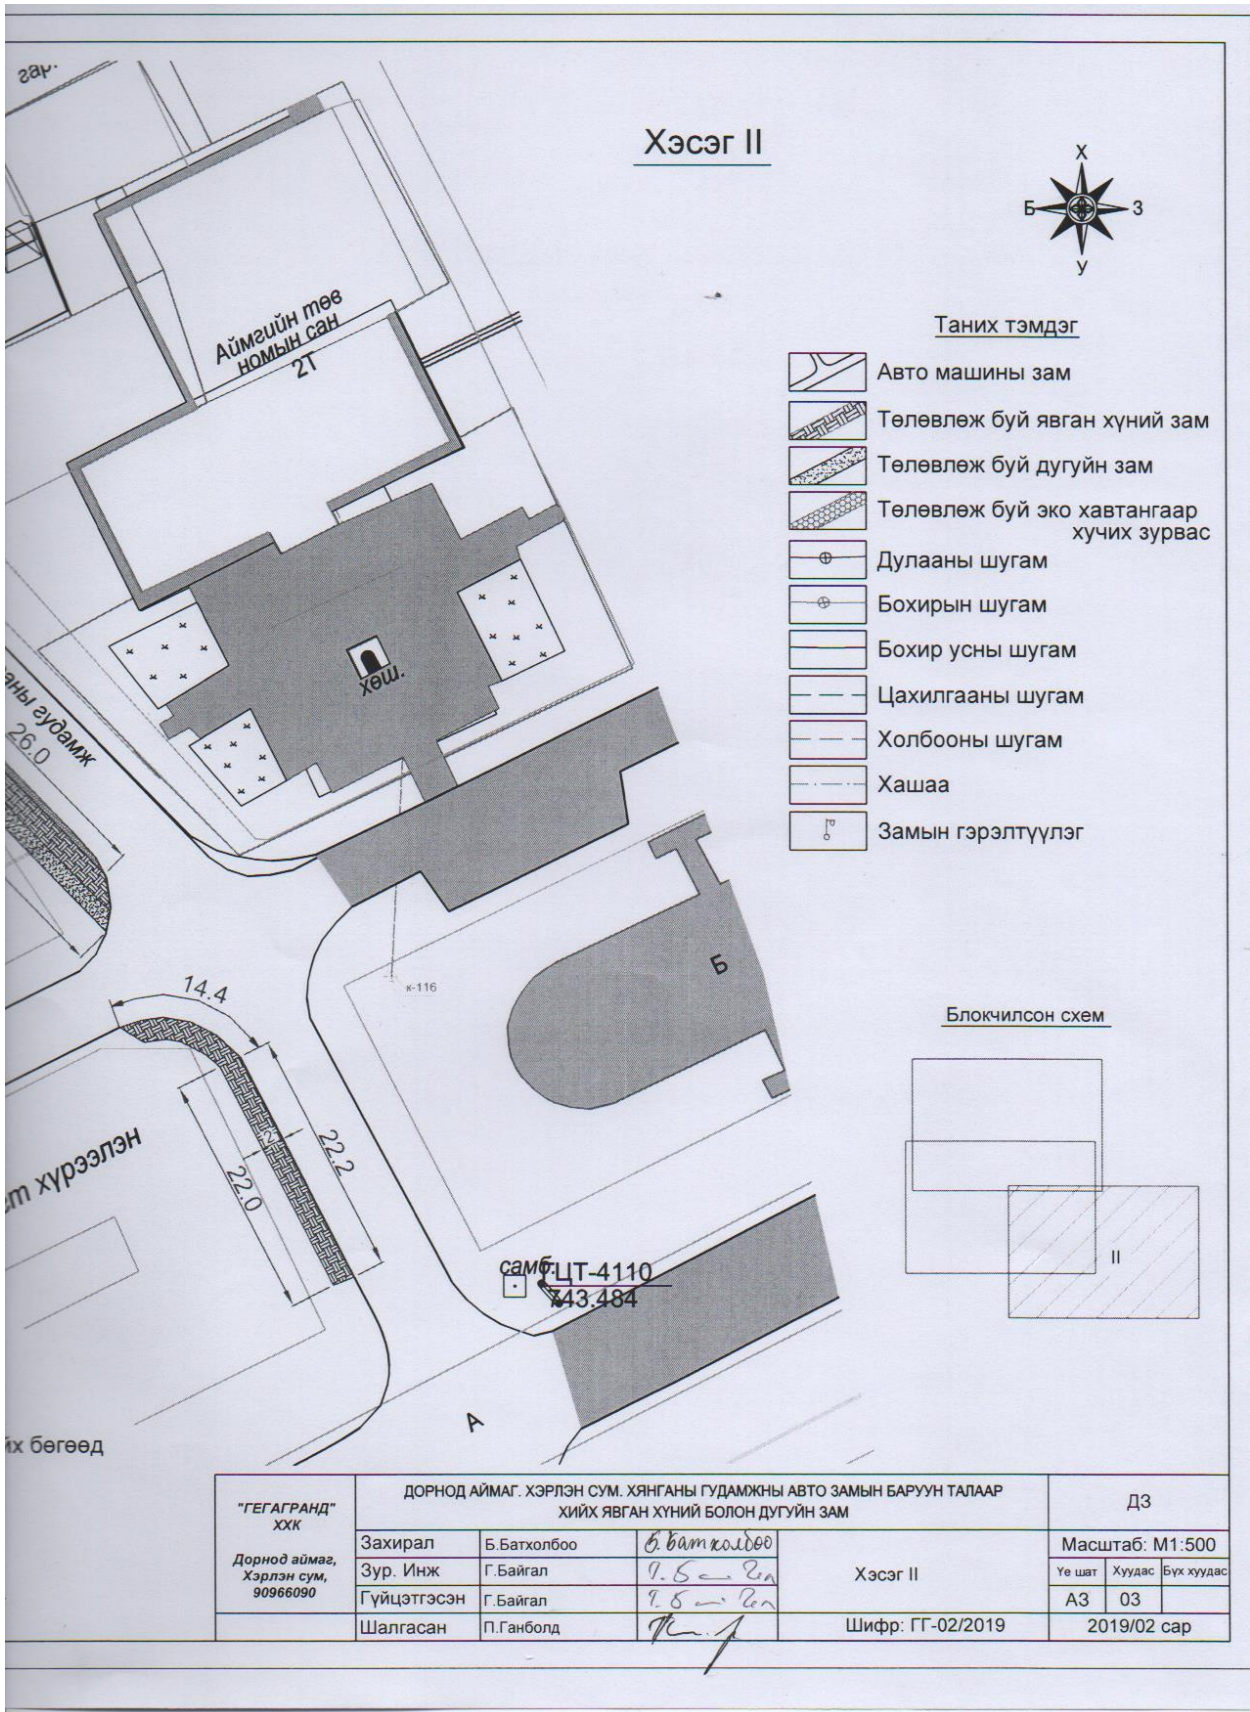 гар.
Хэсэг II
Х
Б
З
У
Аймгийн төв
номын сан
2Т
Таних тэмдэг
Авто машины зам
Төлөвлөж буй явган хүний зам
Төлөвлөж буй дугуйн зам
Төлөвлөж буй эко хавтангаар
хучих зурвас
Дулааны шугам
Бохирын шугам
Бохир усны шугам
Цахилгааны шугам
Холбооны шугам
Хашаа
Замын гэрэлтүүлэг
хөш.
аны гудамж
26.0
Б
к-116
14.4
Блокчилсон схем
22.2
2
22.0
ст хүрээлэн
II
самб.
ГЦТ-4110
743.484
А
йх бөгөөд
"ГЕГАГРАНД"
ХХК
Дорнод аймаг,
Хэрлэн сум,
90966090
ДОРНОД АЙМАГ. ХЭРЛЭН СУМ. ХЯНГАНЫ ГУДАМЖНЫ АВТО ЗАМЫН БАРУУН ТАЛААР
ХИЙХ ЯВГАН ХҮНИЙ БОЛОН ДУГУЙН ЗАМ
ДЗ
Захирал Б.Батхолбоо Б.Батхолбоо
Масштаб: М1:500
Зур. Инж Г.Байгал
Хэсэг II
Үе шат Хуудас Бүх хуудас
Гүйцэтгэсэн Г.Байгал
А3 03
Шалгасан П.Ганболд
Шифр: ГГ-02/2019
2019/02 сар